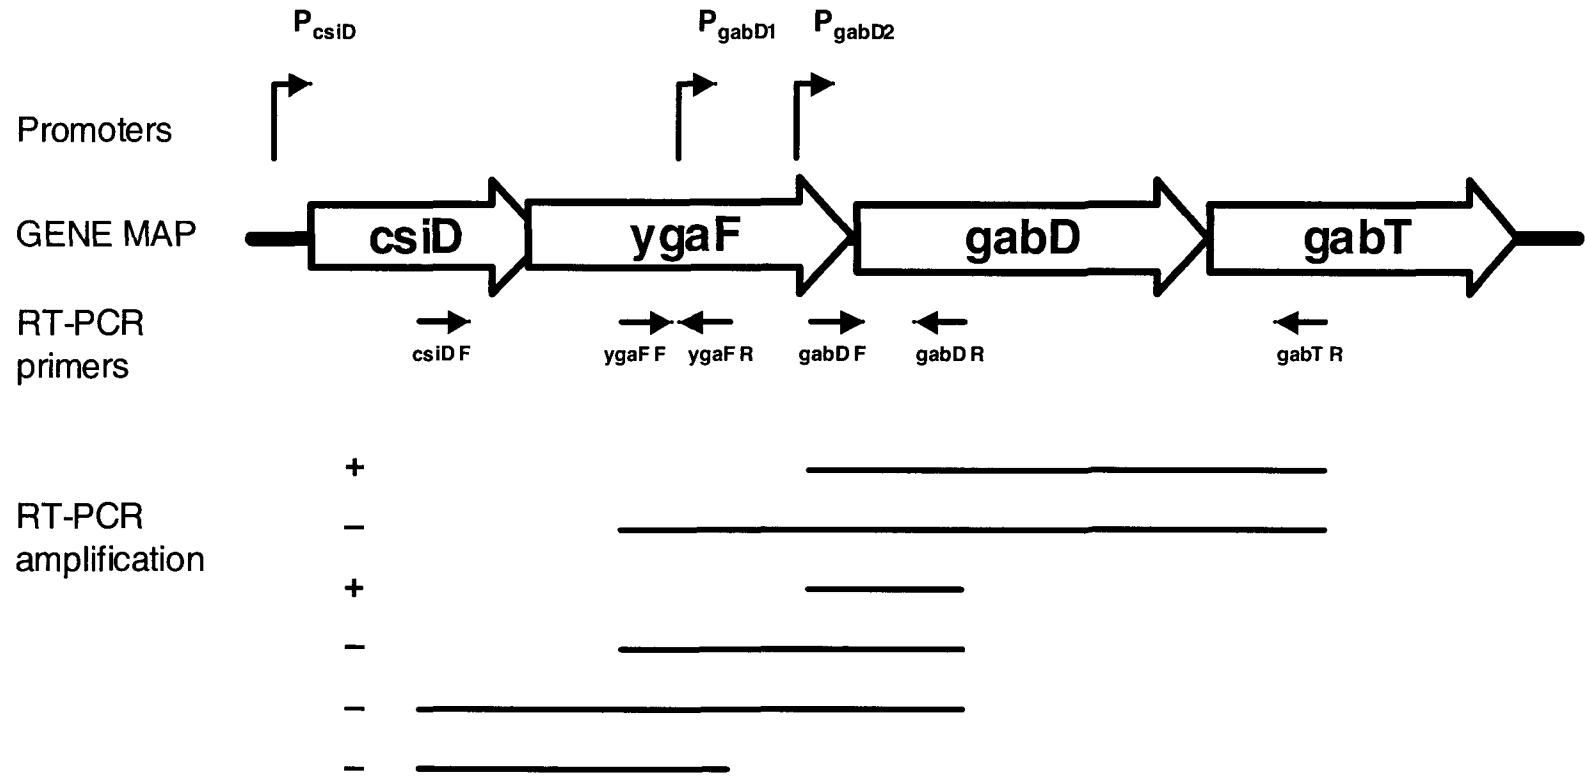 PcsiD PgabD1 PgabD2
Promoters
GENE MAP csiD ygaF gabD gabT
RT-PCR
primers
csiD F ygaF F ygaF R gabD F gabD R gabT R
+
RT-PCR
amplification
–
+
–
–
–